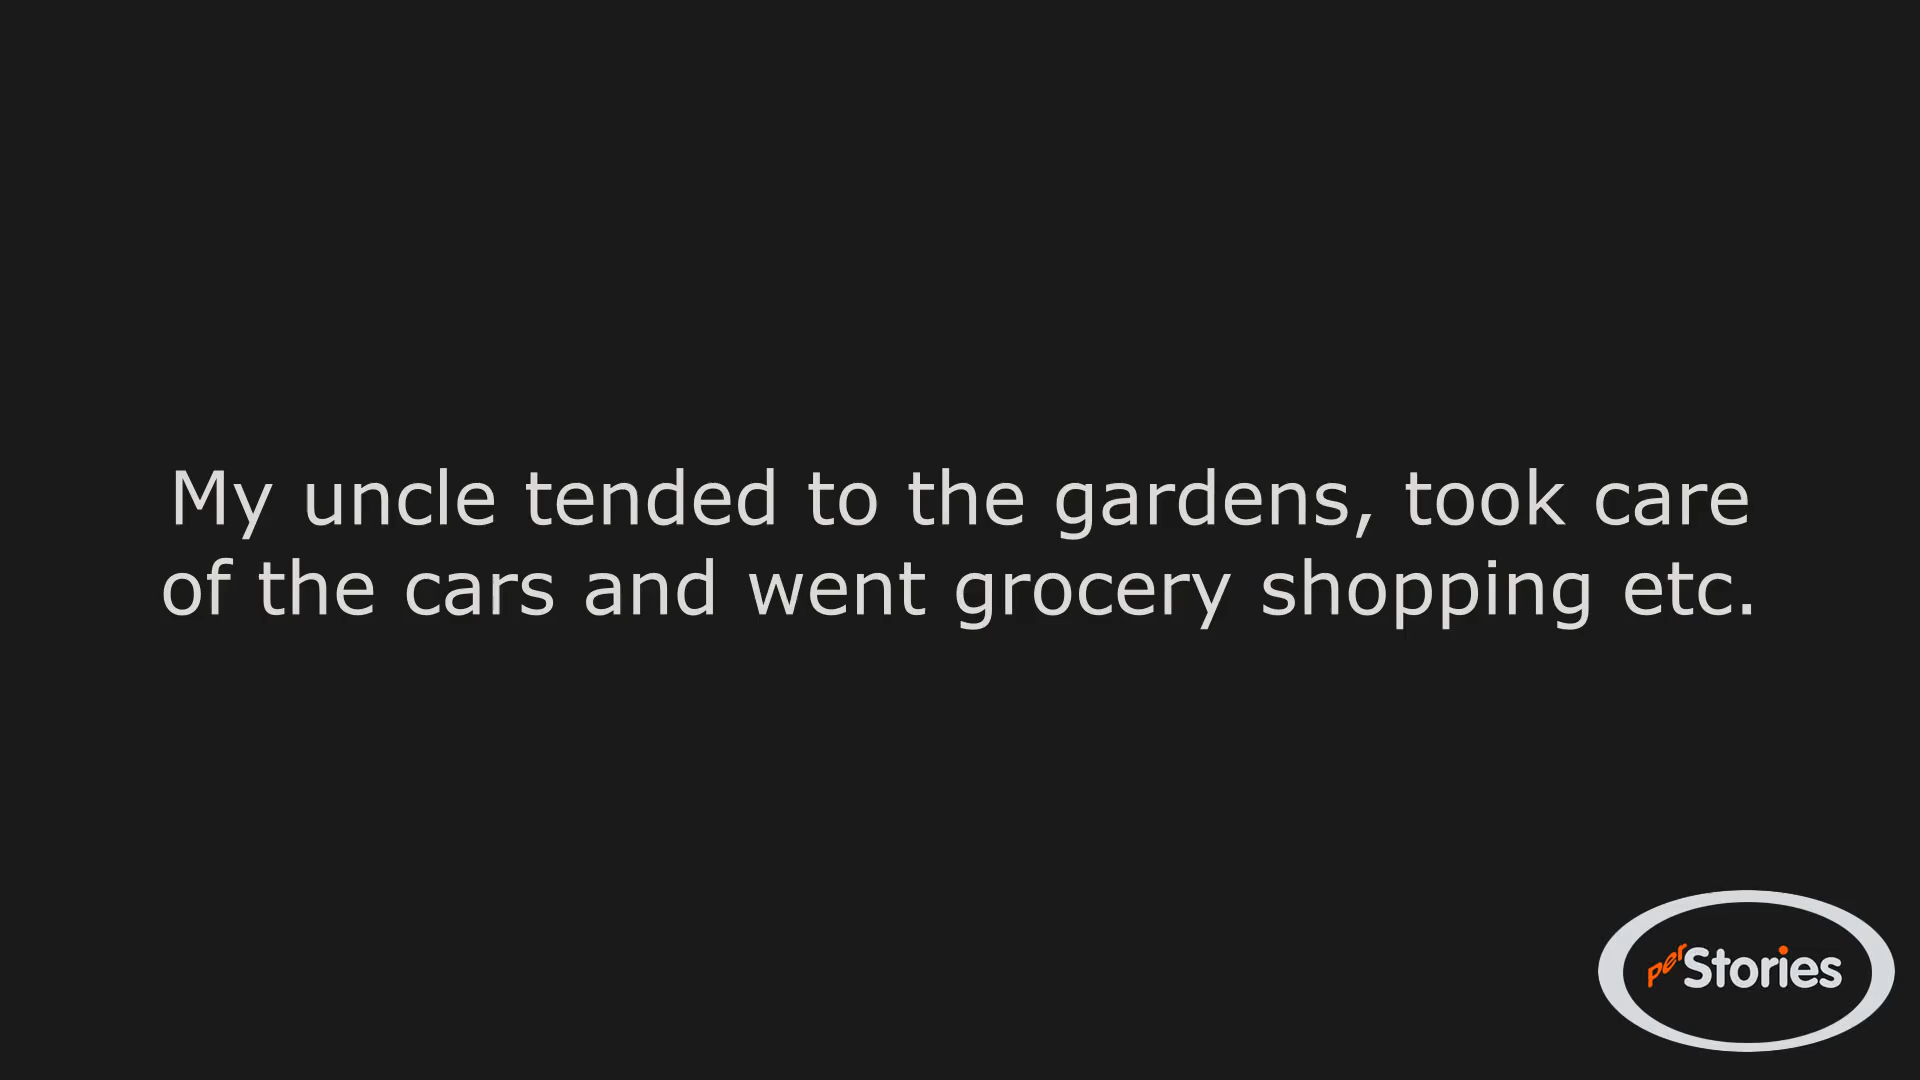 My uncle tended to the gardens, took care
of the cars and went grocery shopping etc.
perStories